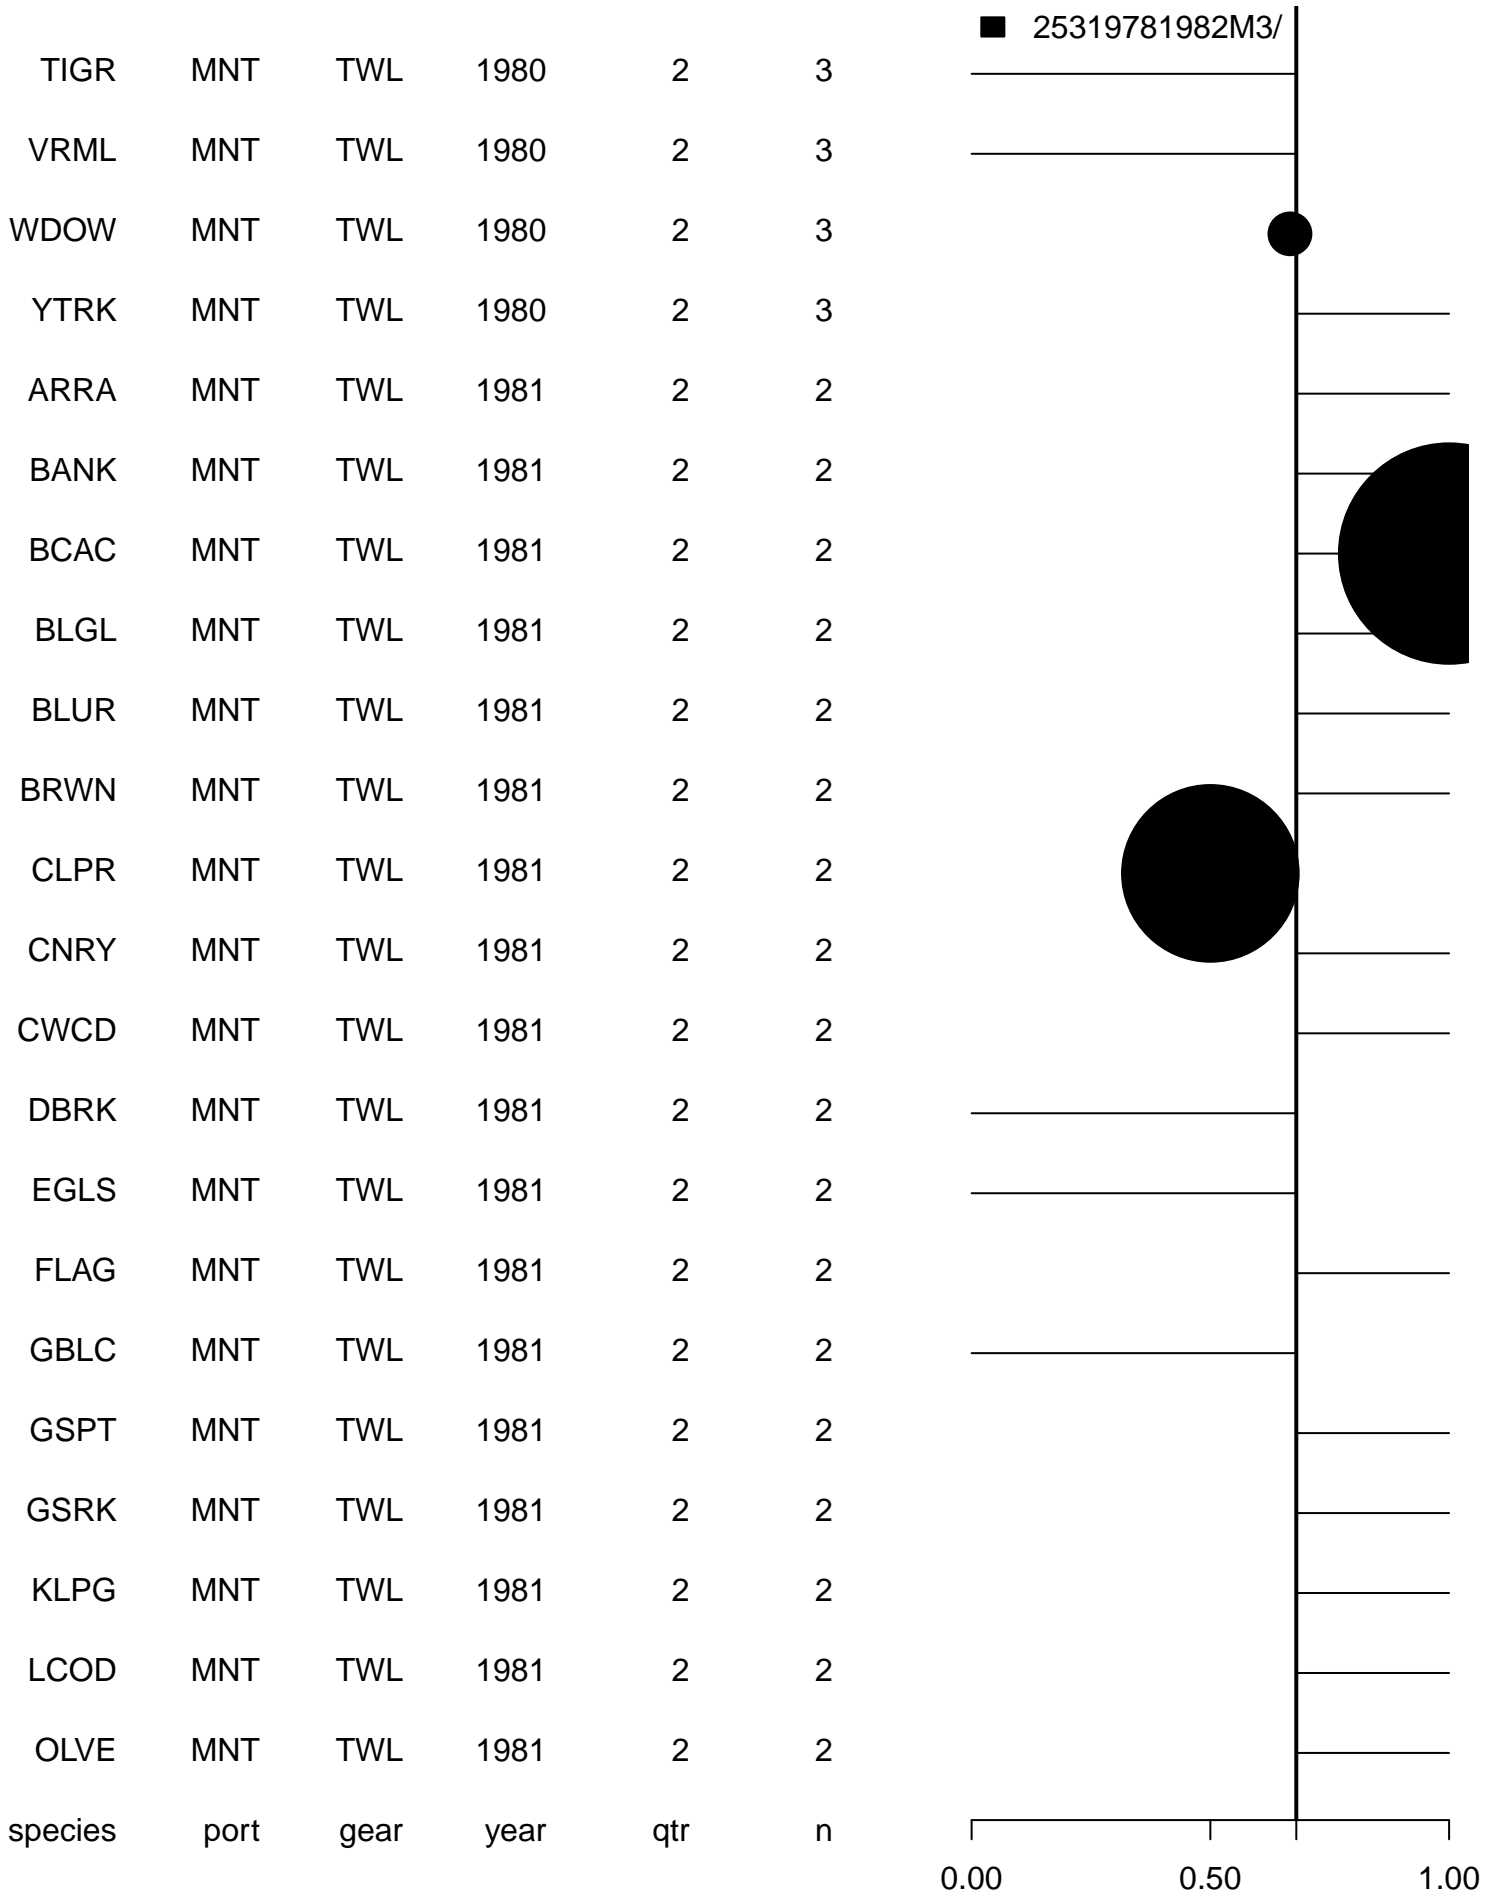 25319781982M3/
TIGR MNT TWL 1980 2 3
VRML MNT TWL 1980 2 3
WDOW MNT TWL 1980 2 3
YTRK MNT TWL 1980 2 3
ARRA MNT TWL 1981 2 2
BANK MNT TWL 1981 2 2
BCAC MNT TWL 1981 2 2
BLGL MNT TWL 1981 2 2
BLUR MNT TWL 1981 2 2
BRWN MNT TWL 1981 2 2
CLPR MNT TWL 1981 2 2
CNRY MNT TWL 1981 2 2
CWCD MNT TWL 1981 2 2
DBRK MNT TWL 1981 2 2
EGLS MNT TWL 1981 2 2
FLAG MNT TWL 1981 2 2
GBLC MNT TWL 1981 2 2
GSPT MNT TWL 1981 2 2
GSRK MNT TWL 1981 2 2
KLPG MNT TWL 1981 2 2
LCOD MNT TWL 1981 2 2
OLVE MNT TWL 1981 2 2
species port gear year qtr n
0.00 0.50 1.00